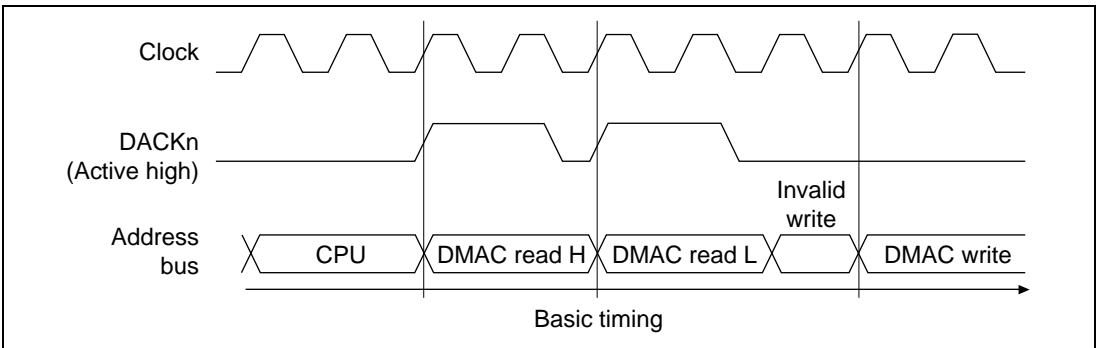 Clock
DACKn
(Active high)
Invalid
write
Address
bus
CPU
DMAC read H
DMAC read L
DMAC write
Basic timing